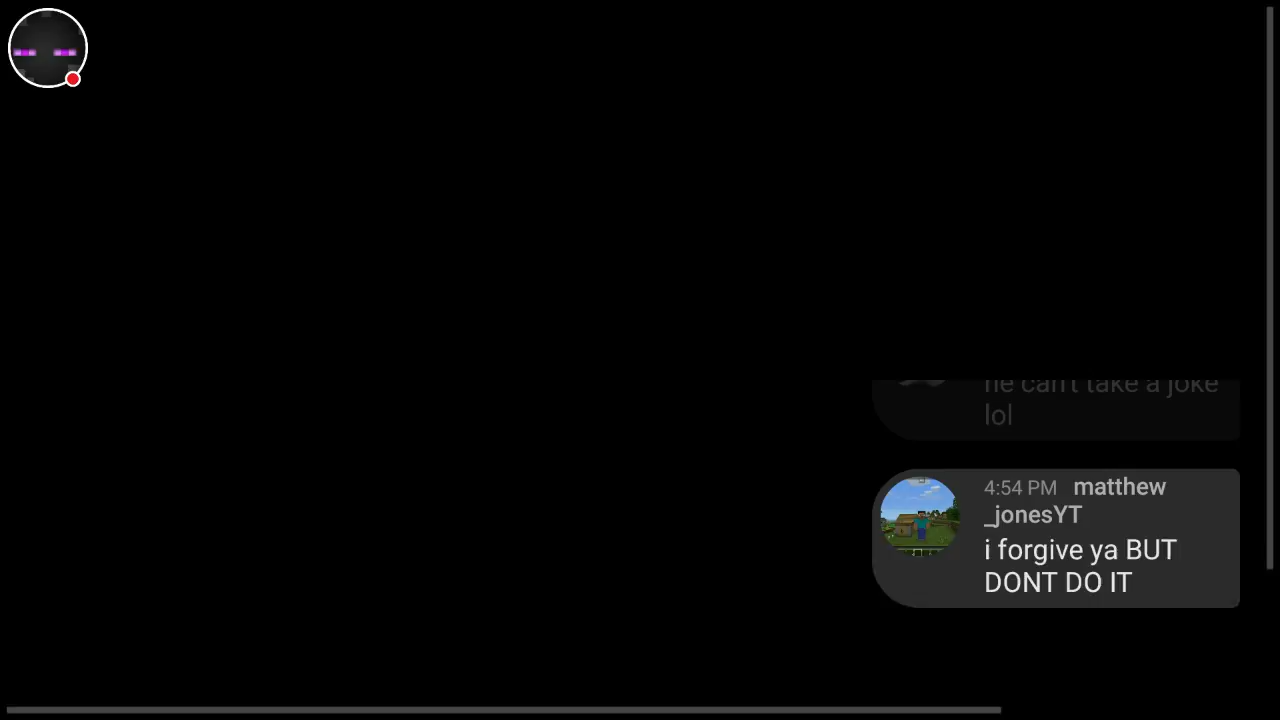 he can't take a joke
lol
4:54 PM matthew
_jonesYT
i forgive ya BUT
DONT DO IT